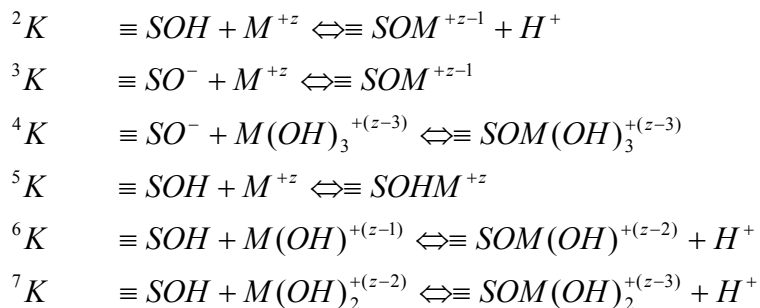 ²K ≡ SOH + M⁺ᶻ ⇔≡ SOM⁺ᶻ⁻¹ + H⁺
³K ≡ SO⁻ + M⁺ᶻ ⇔≡ SOM⁺ᶻ⁻¹
⁴K ≡ SO⁻ + M(OH)₃⁺⁽ᶻ⁻³⁾ ⇔≡ SOM(OH)₃⁺⁽ᶻ⁻³⁾
⁵K ≡ SOH + M⁺ᶻ ⇔≡ SOHM⁺ᶻ
⁶K ≡ SOH + M(OH)⁺⁽ᶻ⁻¹⁾ ⇔≡ SOM(OH)⁺⁽ᶻ⁻²⁾ + H⁺
⁷K ≡ SOH + M(OH)₂⁺⁽ᶻ⁻²⁾ ⇔≡ SOM(OH)₂⁺⁽ᶻ⁻³⁾ + H⁺